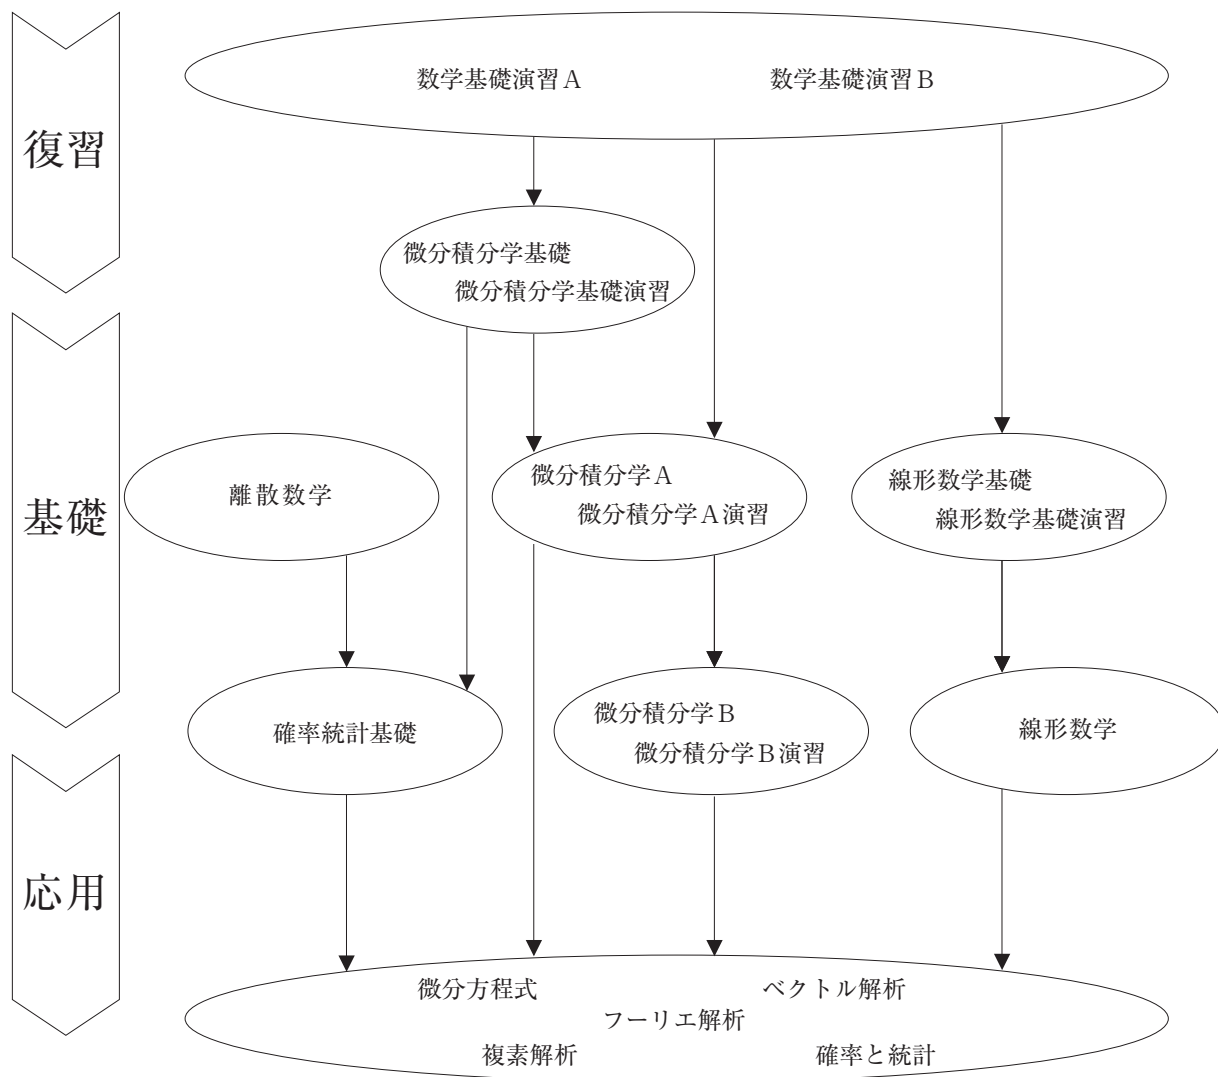 数学基礎演習A
数学基礎演習B
復習
微分積分学基礎
微分積分学基礎演習
基礎
離散数学
微分積分学A
微分積分学A演習
線形数学基礎
線形数学基礎演習
確率統計基礎
微分積分学B
微分積分学B演習
線形数学
応用
微分方程式
ベクトル解析
フーリエ解析
複素解析
確率と統計